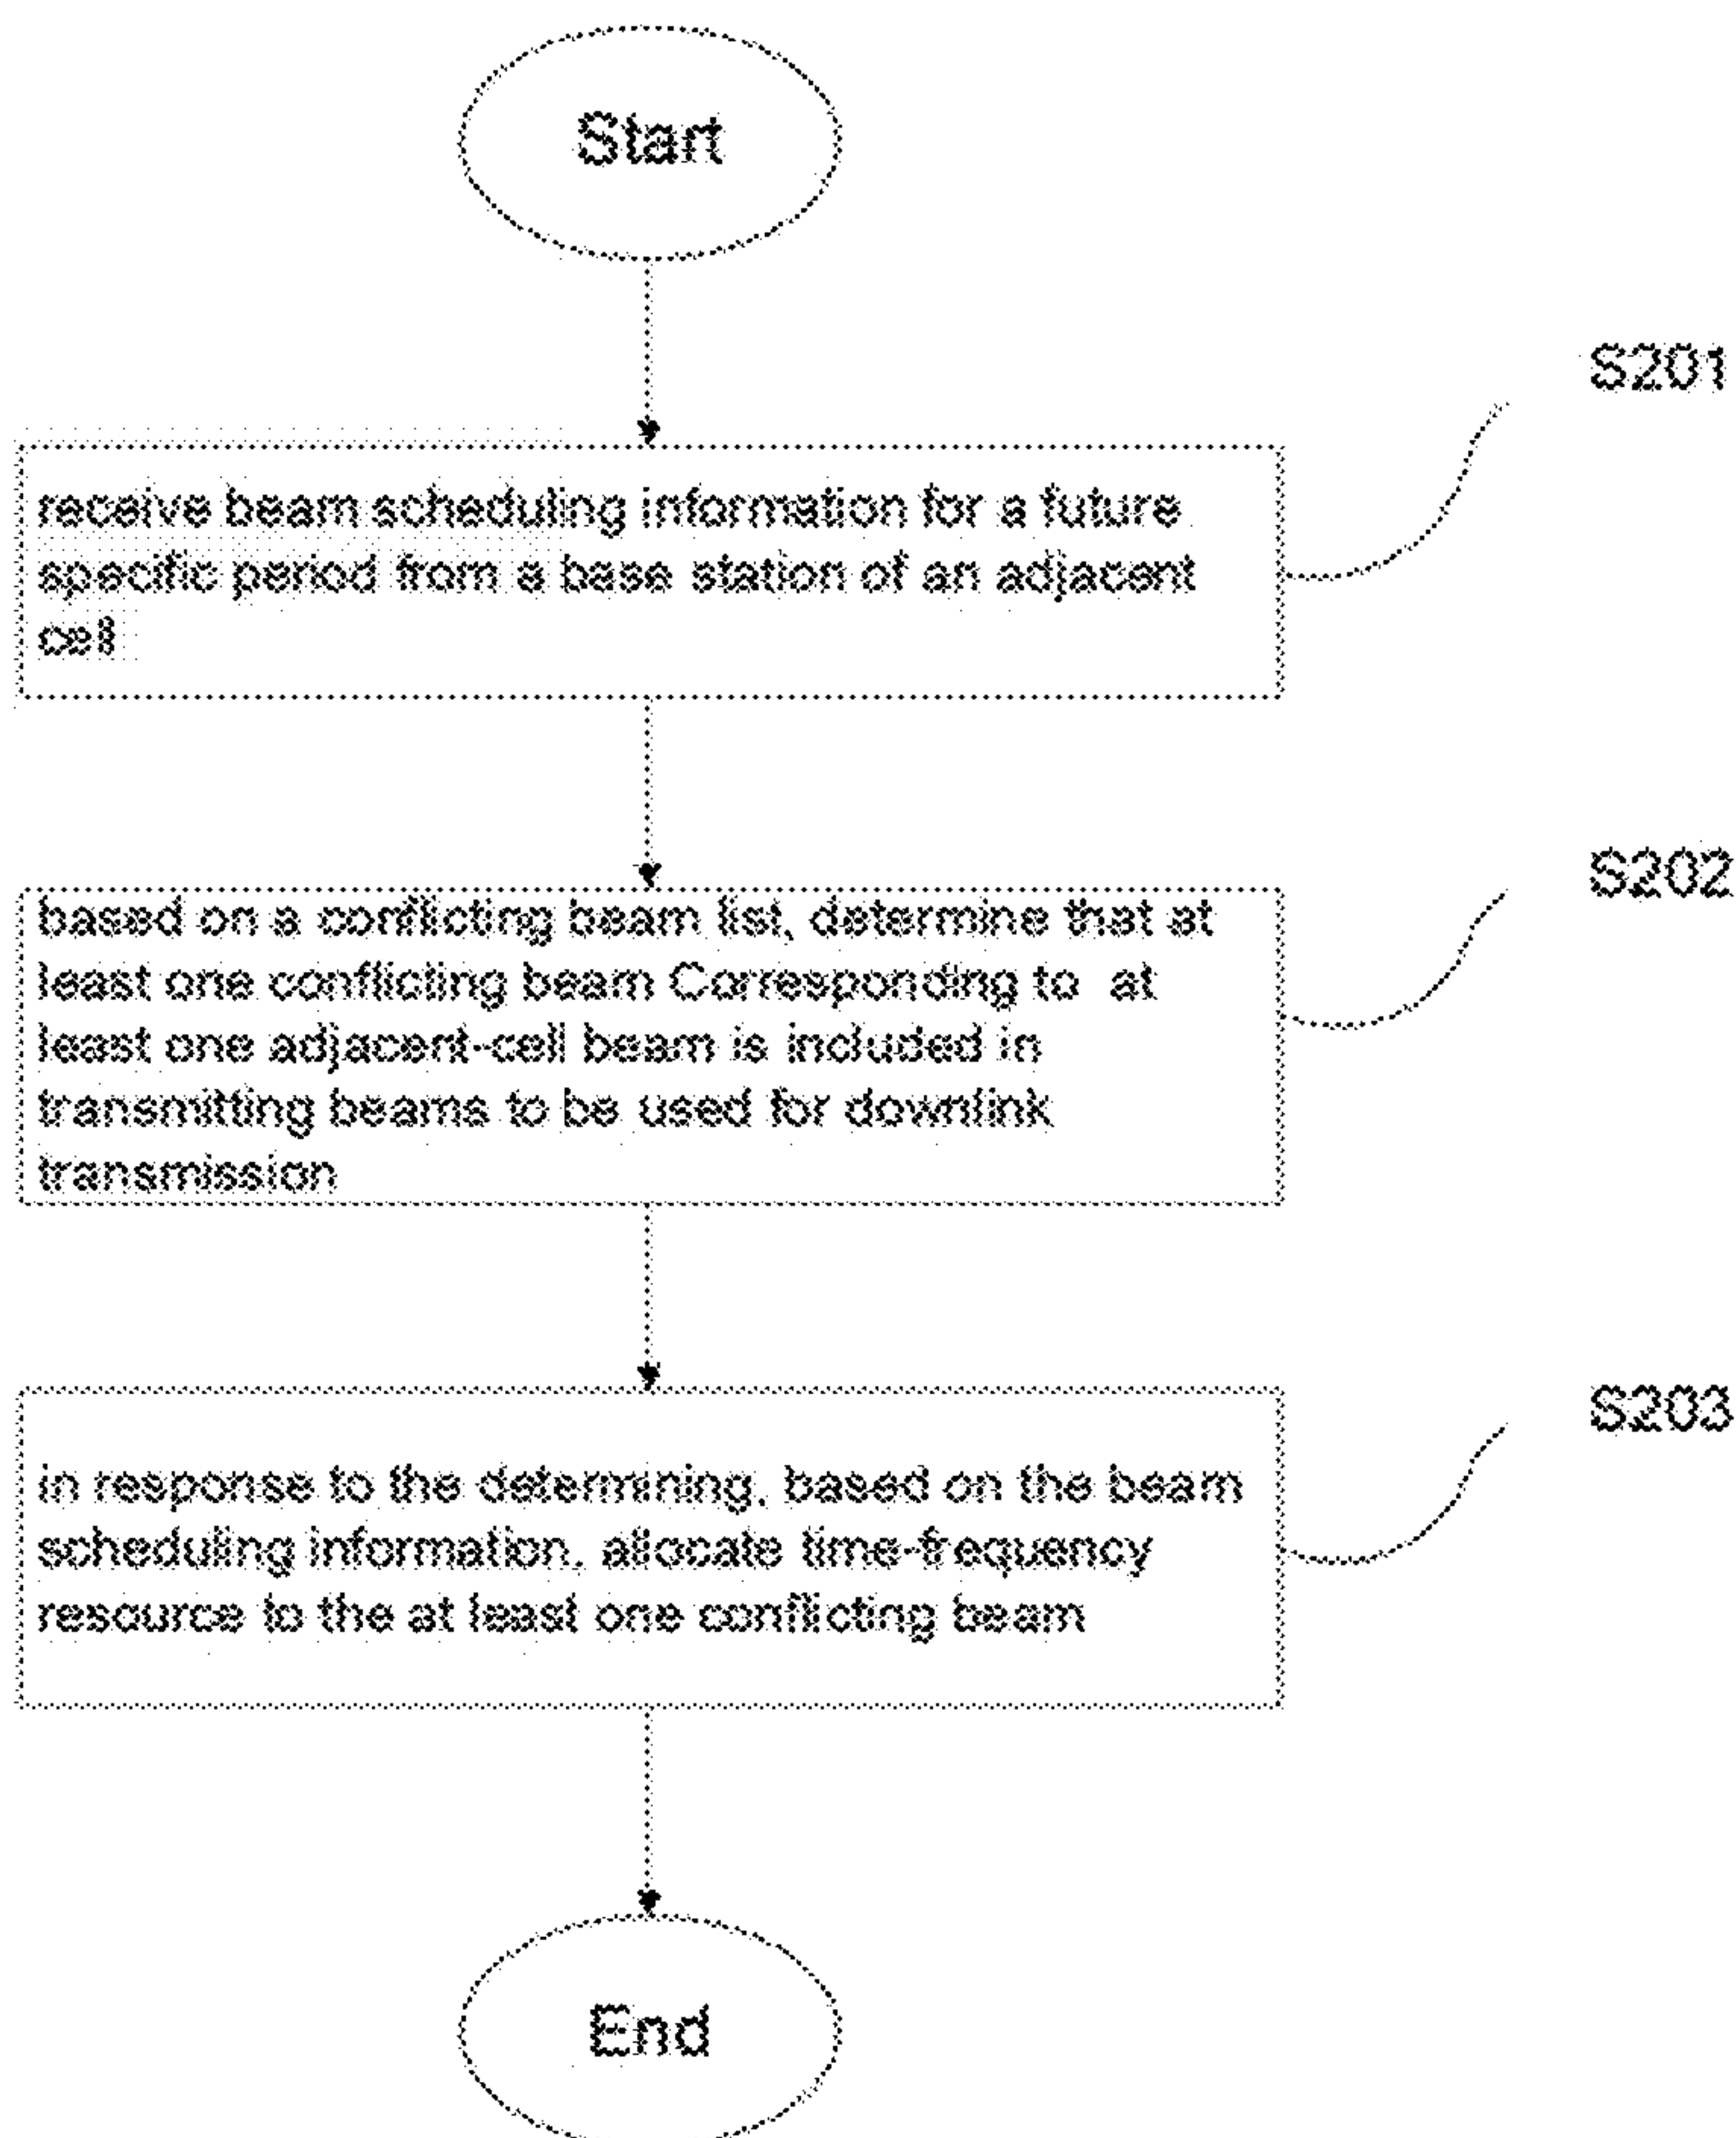 Start
S201
receive beam scheduling information for a future
specific period from a base station of an adjacent
cell
S202
based on a conflicting beam list, determine that at
least one conflicting beam Corresponding to at
least one adjacent-cell beam is included in
transmitting beams to be used for downlink
transmission
S203
in response to the determining, based on the beam
scheduling information, allocate time-frequency
resource to the at least one conflicting beam
End